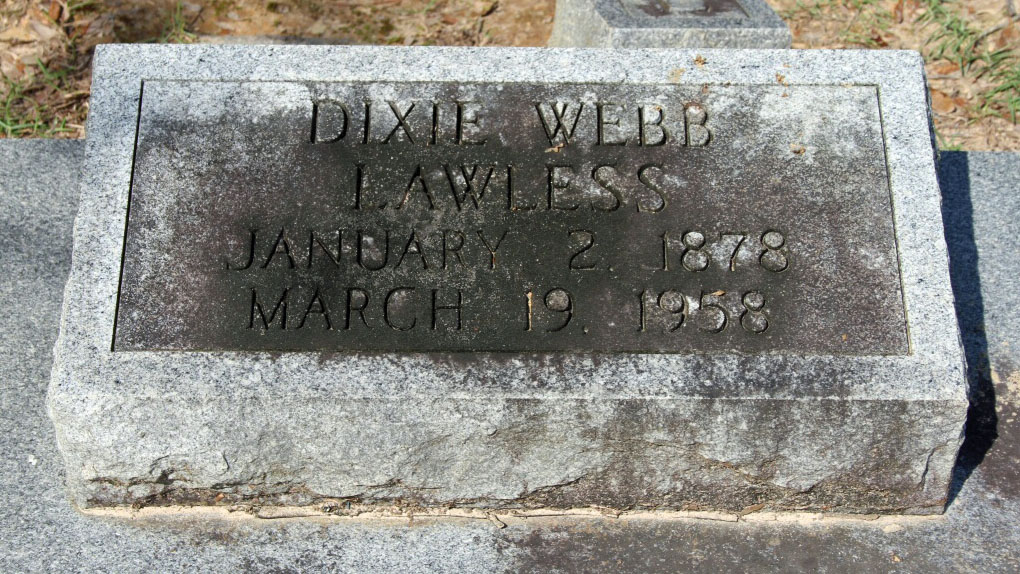 DIXIE WEBB
LAWLESS
JANUARY 2, 1878
MARCH 19, 1958